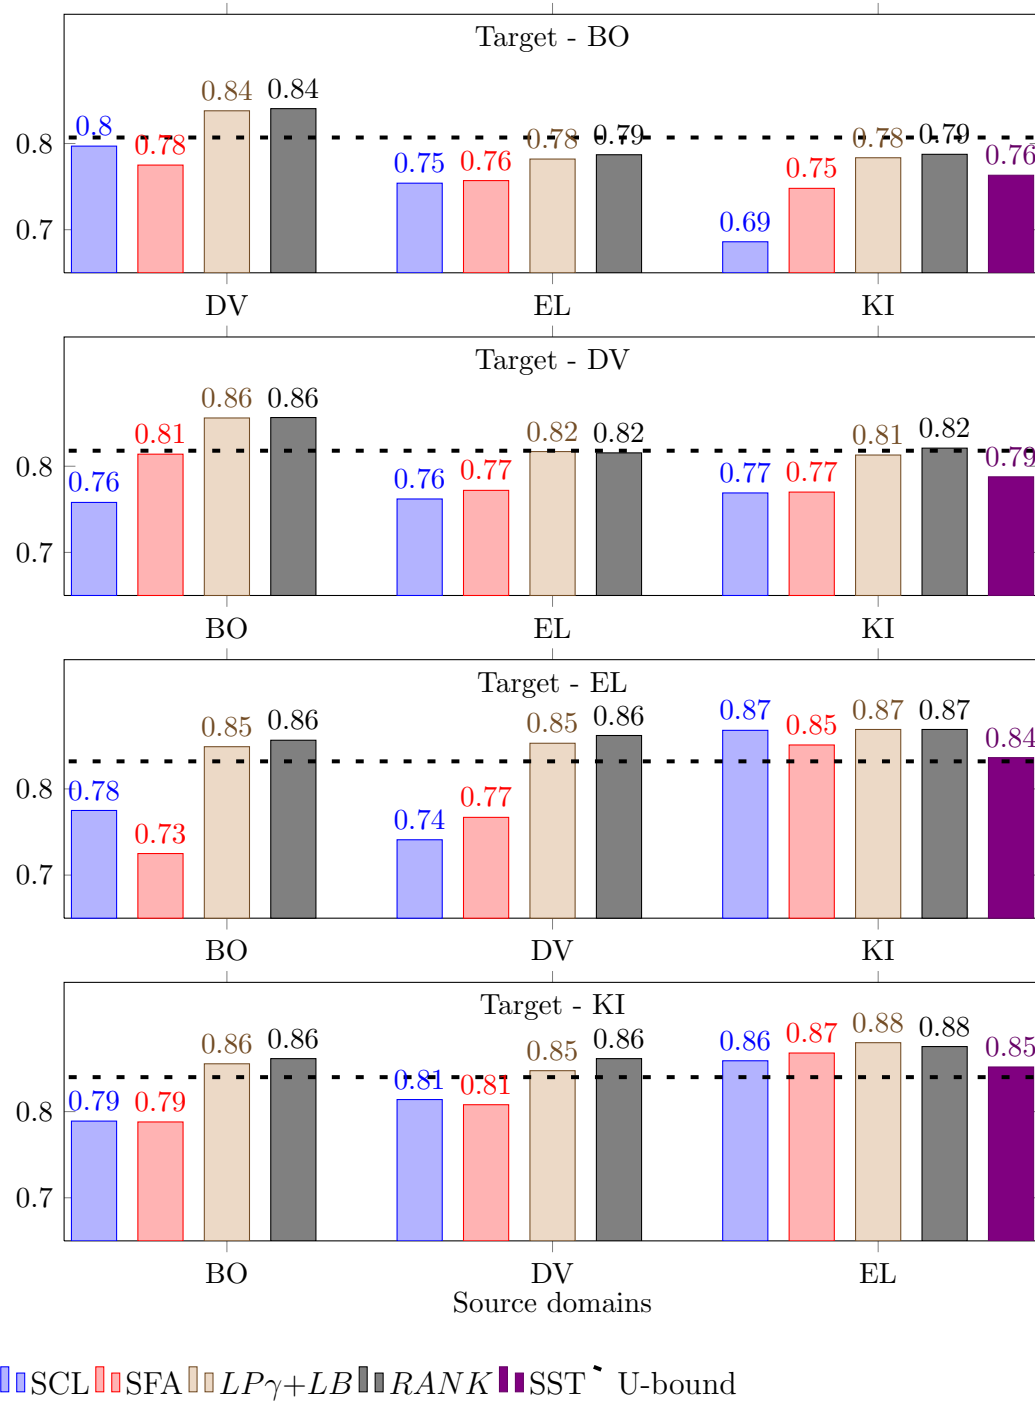 Target - BO
0.84 0.84
0.8 0.78 0.78 0.79 0.78 0.79
0.8 0.75 0.76 0.75 0.76
0.7 0.69
DV EL KI
Target - DV
0.86 0.86
0.81 0.82 0.82 0.81 0.82
0.8 0.76 0.76 0.77 0.77 0.77 0.79
0.7
BO EL KI
Target - EL
0.85 0.86 0.85 0.86 0.87 0.85 0.87 0.87 0.84
0.8 0.78 0.73 0.74 0.77
0.7
BO DV KI
Target - KI
0.86 0.86 0.85 0.86 0.86 0.87 0.88 0.88 0.85
0.8 0.79 0.79 0.81 0.81
0.7
BO DV EL
Source domains
SCL SFA LPγ+LB RANK SST U-bound